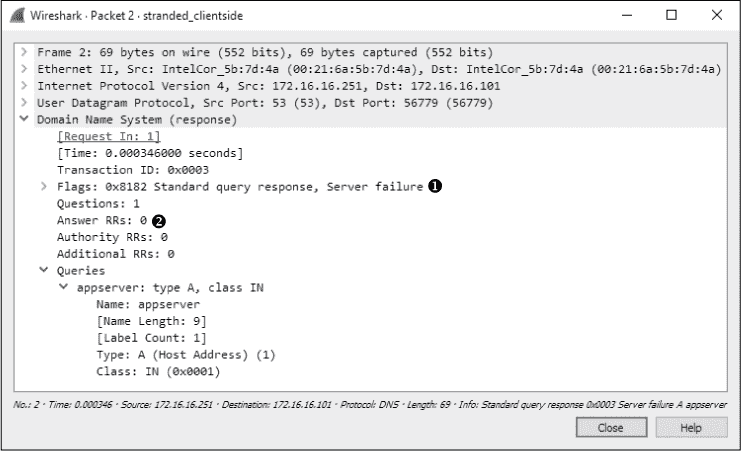 Wireshark · Packet 2 · stranded_clientside
Frame 2: 69 bytes on wire (552 bits), 69 bytes captured (552 bits)
Ethernet II, Src: IntelCor_5b:7d:4a (00:21:6a:5b:7d:4a), Dst: IntelCor_5b:7d:4a (00:21:6a:5b:7d:4a)
Internet Protocol Version 4, Src: 172.16.16.251, Dst: 172.16.16.101
User Datagram Protocol, Src Port: 53 (53), Dst Port: 56779 (56779)
Domain Name System (response)
[Request In: 1]
[Time: 0.000346000 seconds]
Transaction ID: 0x0003
Flags: 0x8182 Standard query response, Server failure ❶
Questions: 1
Answer RRs: 0 ❷
Authority RRs: 0
Additional RRs: 0
Queries
appserver: type A, class IN
Name: appserver
[Name Length: 9]
[Label Count: 1]
Type: A (Host Address) (1)
Class: IN (0x0001)
No.: 2 · Time: 0.000346 · Source: 172.16.16.251 · Destination: 172.16.16.101 · Protocol: DNS · Length: 69 · Info: Standard query response 0x0003 Server failure A appserver
Close Help